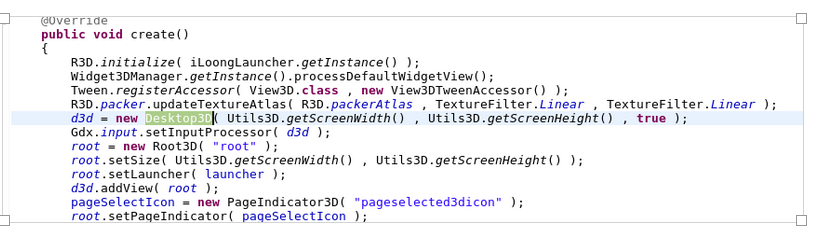 @Override
public void create()
{
R3D.initialize( iLoongLauncher.getInstance() );
Widget3DManager.getInstance().processDefaultWidgetView();
Tween.registerAccessor( View3D.class , new View3DTweenAccessor() );
R3D.packer.updateTextureAtlas( R3D.packerAtlas , TextureFilter.Linear , TextureFilter.Linear );
d3d = new Desktop3D( Utils3D.getScreenWidth() , Utils3D.getScreenHeight() , true );
Gdx.input.setInputProcessor( d3d );
root = new Root3D( "root" );
root.setSize( Utils3D.getScreenWidth() , Utils3D.getScreenHeight() );
root.setLauncher( launcher );
d3d.addView( root );
pageSelectIcon = new PageIndicator3D( "pageselected3dicon" );
root.setPageIndicator( pageSelectIcon );